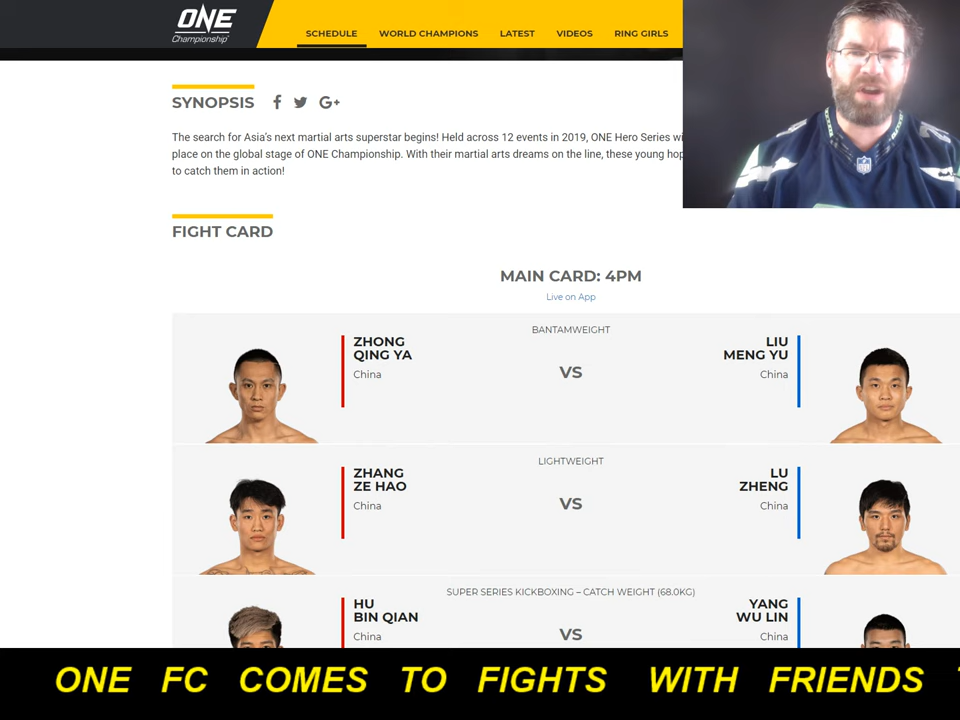 ONE
Championship
SCHEDULE WORLD CHAMPIONS LATEST VIDEOS RING GIRLS
SYNOPSIS
The search for Asia's next martial arts superstar begins! Held across 12 events in 2019, ONE Hero Series wi
place on the global stage of ONE Championship. With their martial arts dreams on the line, these young hop
to catch them in action!
FIGHT CARD
MAIN CARD: 4PM
Live on App
BANTAMWEIGHT
ZHONG
QING YA
China
VS
LIU
MENG YU
China
LIGHTWEIGHT
ZHANG
ZE HAO
China
VS
LU
ZHENG
China
SUPER SERIES KICKBOXING – CATCH WEIGHT (68.0KG)
HU
BIN QIAN
China
VS
YANG
WU LIN
China
ONE FC COMES TO FIGHTS WITH FRIENDS